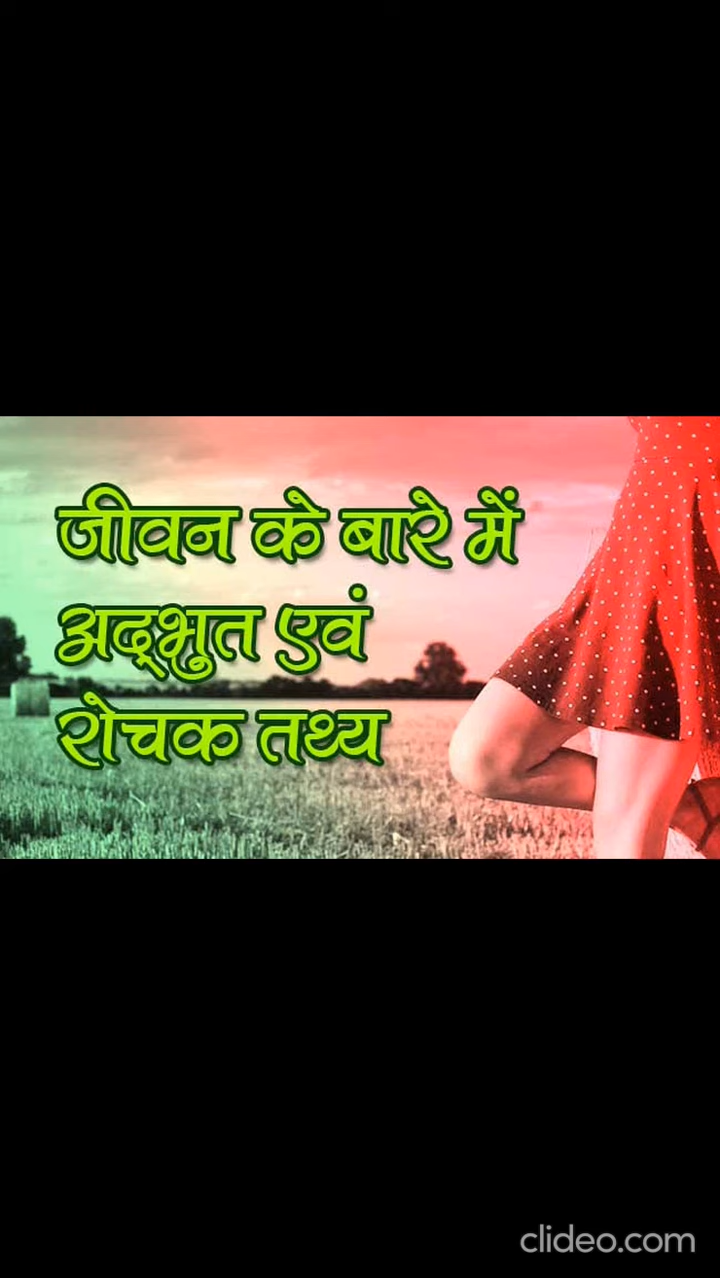 जीवन के बारे में
अद्भुत एवं
रोचक तथ्य
clideo.com